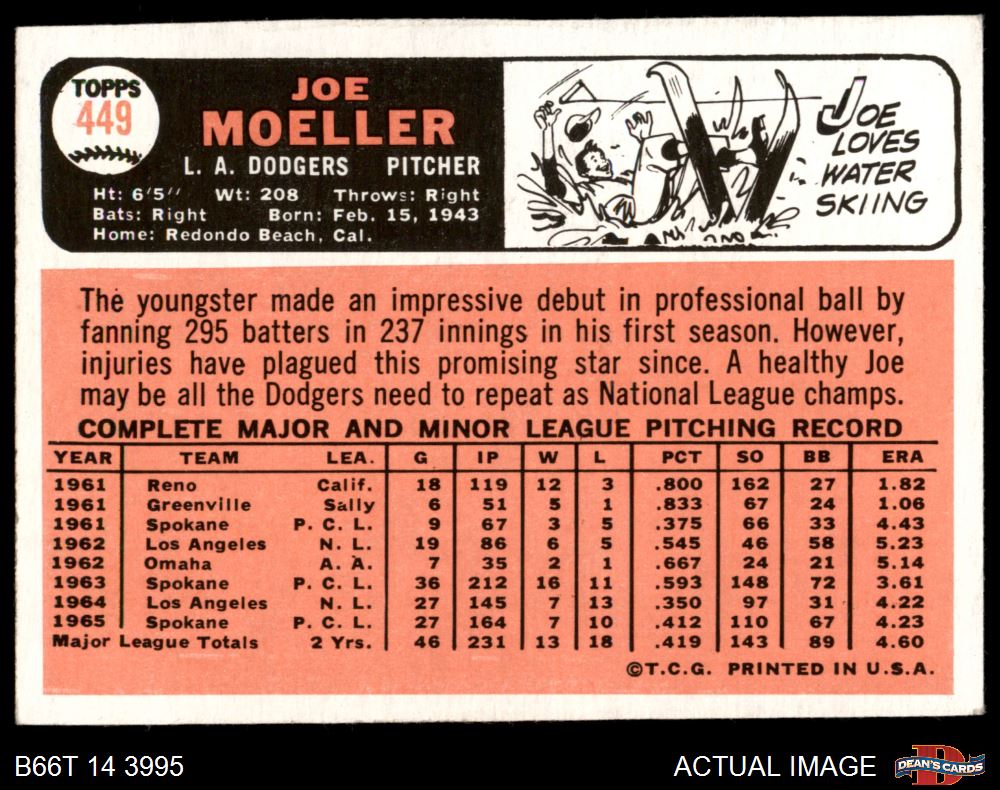 TOPPS
449
JOE
MOELLER
L. A. DODGERS PITCHER
Ht: 6'5" Wt: 208 Throws: Right
Bats: Right Born: Feb. 15, 1943
Home: Redondo Beach, Cal.
JOE
LOVES
WATER
SKIING
The youngster made an impressive debut in professional ball by
fanning 295 batters in 237 innings in his first season. However,
injuries have plagued this promising star since. A healthy Joe
may be all the Dodgers need to repeat as National League champs.
COMPLETE MAJOR AND MINOR LEAGUE PITCHING RECORD
YEAR TEAM LEA. G IP W L PCT SO BB ERA
1961 Reno Calif. 18 119 12 3 .800 162 27 1.82
1961 Greenville Sally 6 51 5 1 .833 67 24 1.06
1961 Spokane P. C. L. 9 67 3 5 .375 66 33 4.43
1962 Los Angeles N. L. 19 86 6 5 .545 46 58 5.23
1962 Omaha A. A. 7 35 2 1 .667 24 21 5.14
1963 Spokane P. C. L. 36 212 16 11 .593 148 72 3.61
1964 Los Angeles N. L. 27 145 7 13 .350 97 31 4.22
1965 Spokane P. C. L. 27 164 7 10 .412 110 67 4.23
Major League Totals 2 Yrs. 46 231 13 18 .419 143 89 4.60
©T.C.G. PRINTED IN U.S.A.
B66T 14 3995
ACTUAL IMAGE
DEAN'S CARDS